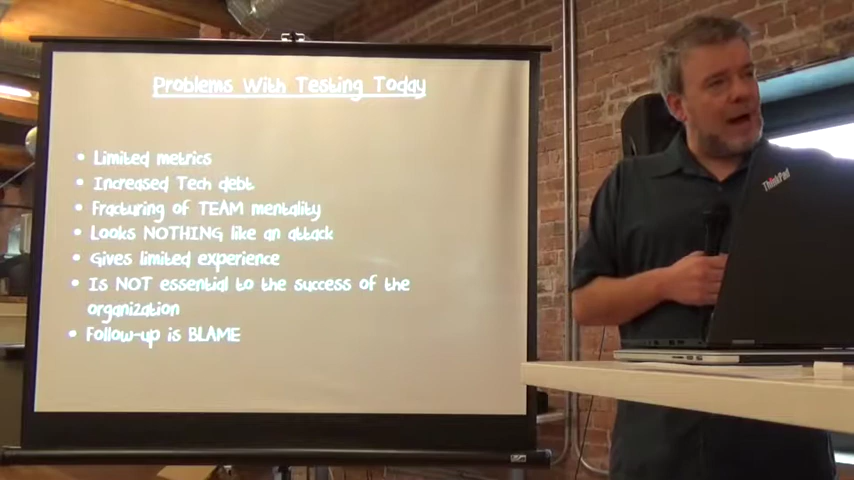 Problems With Testing Today
• Limited metrics
• Increased Tech debt
• Fracturing of TEAM mentality
• Looks NOTHING like an attack
• Gives limited experience
• Is NOT essential to the success of the
organization
• Follow-up is BLAME
ThinkPad